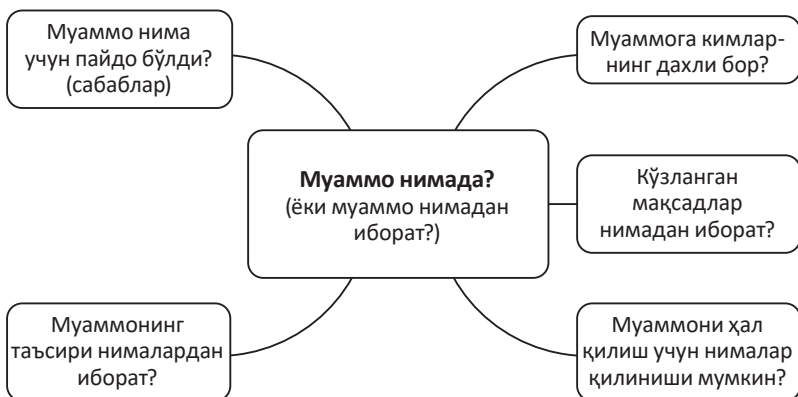 Муаммо нима
учун пайдо бўлди?
(сабаблар)
Муаммога кимлар-
нинг дахли бор?
Муаммо нимада?
(ёки муаммо нимадан
иборат?)
Кўзланган
мақсадлар
нимадан иборат?
Муаммонинг
таъсири нималардан
иборат?
Муаммони ҳал
қилиш учун нималар
қилиниши мумкин?